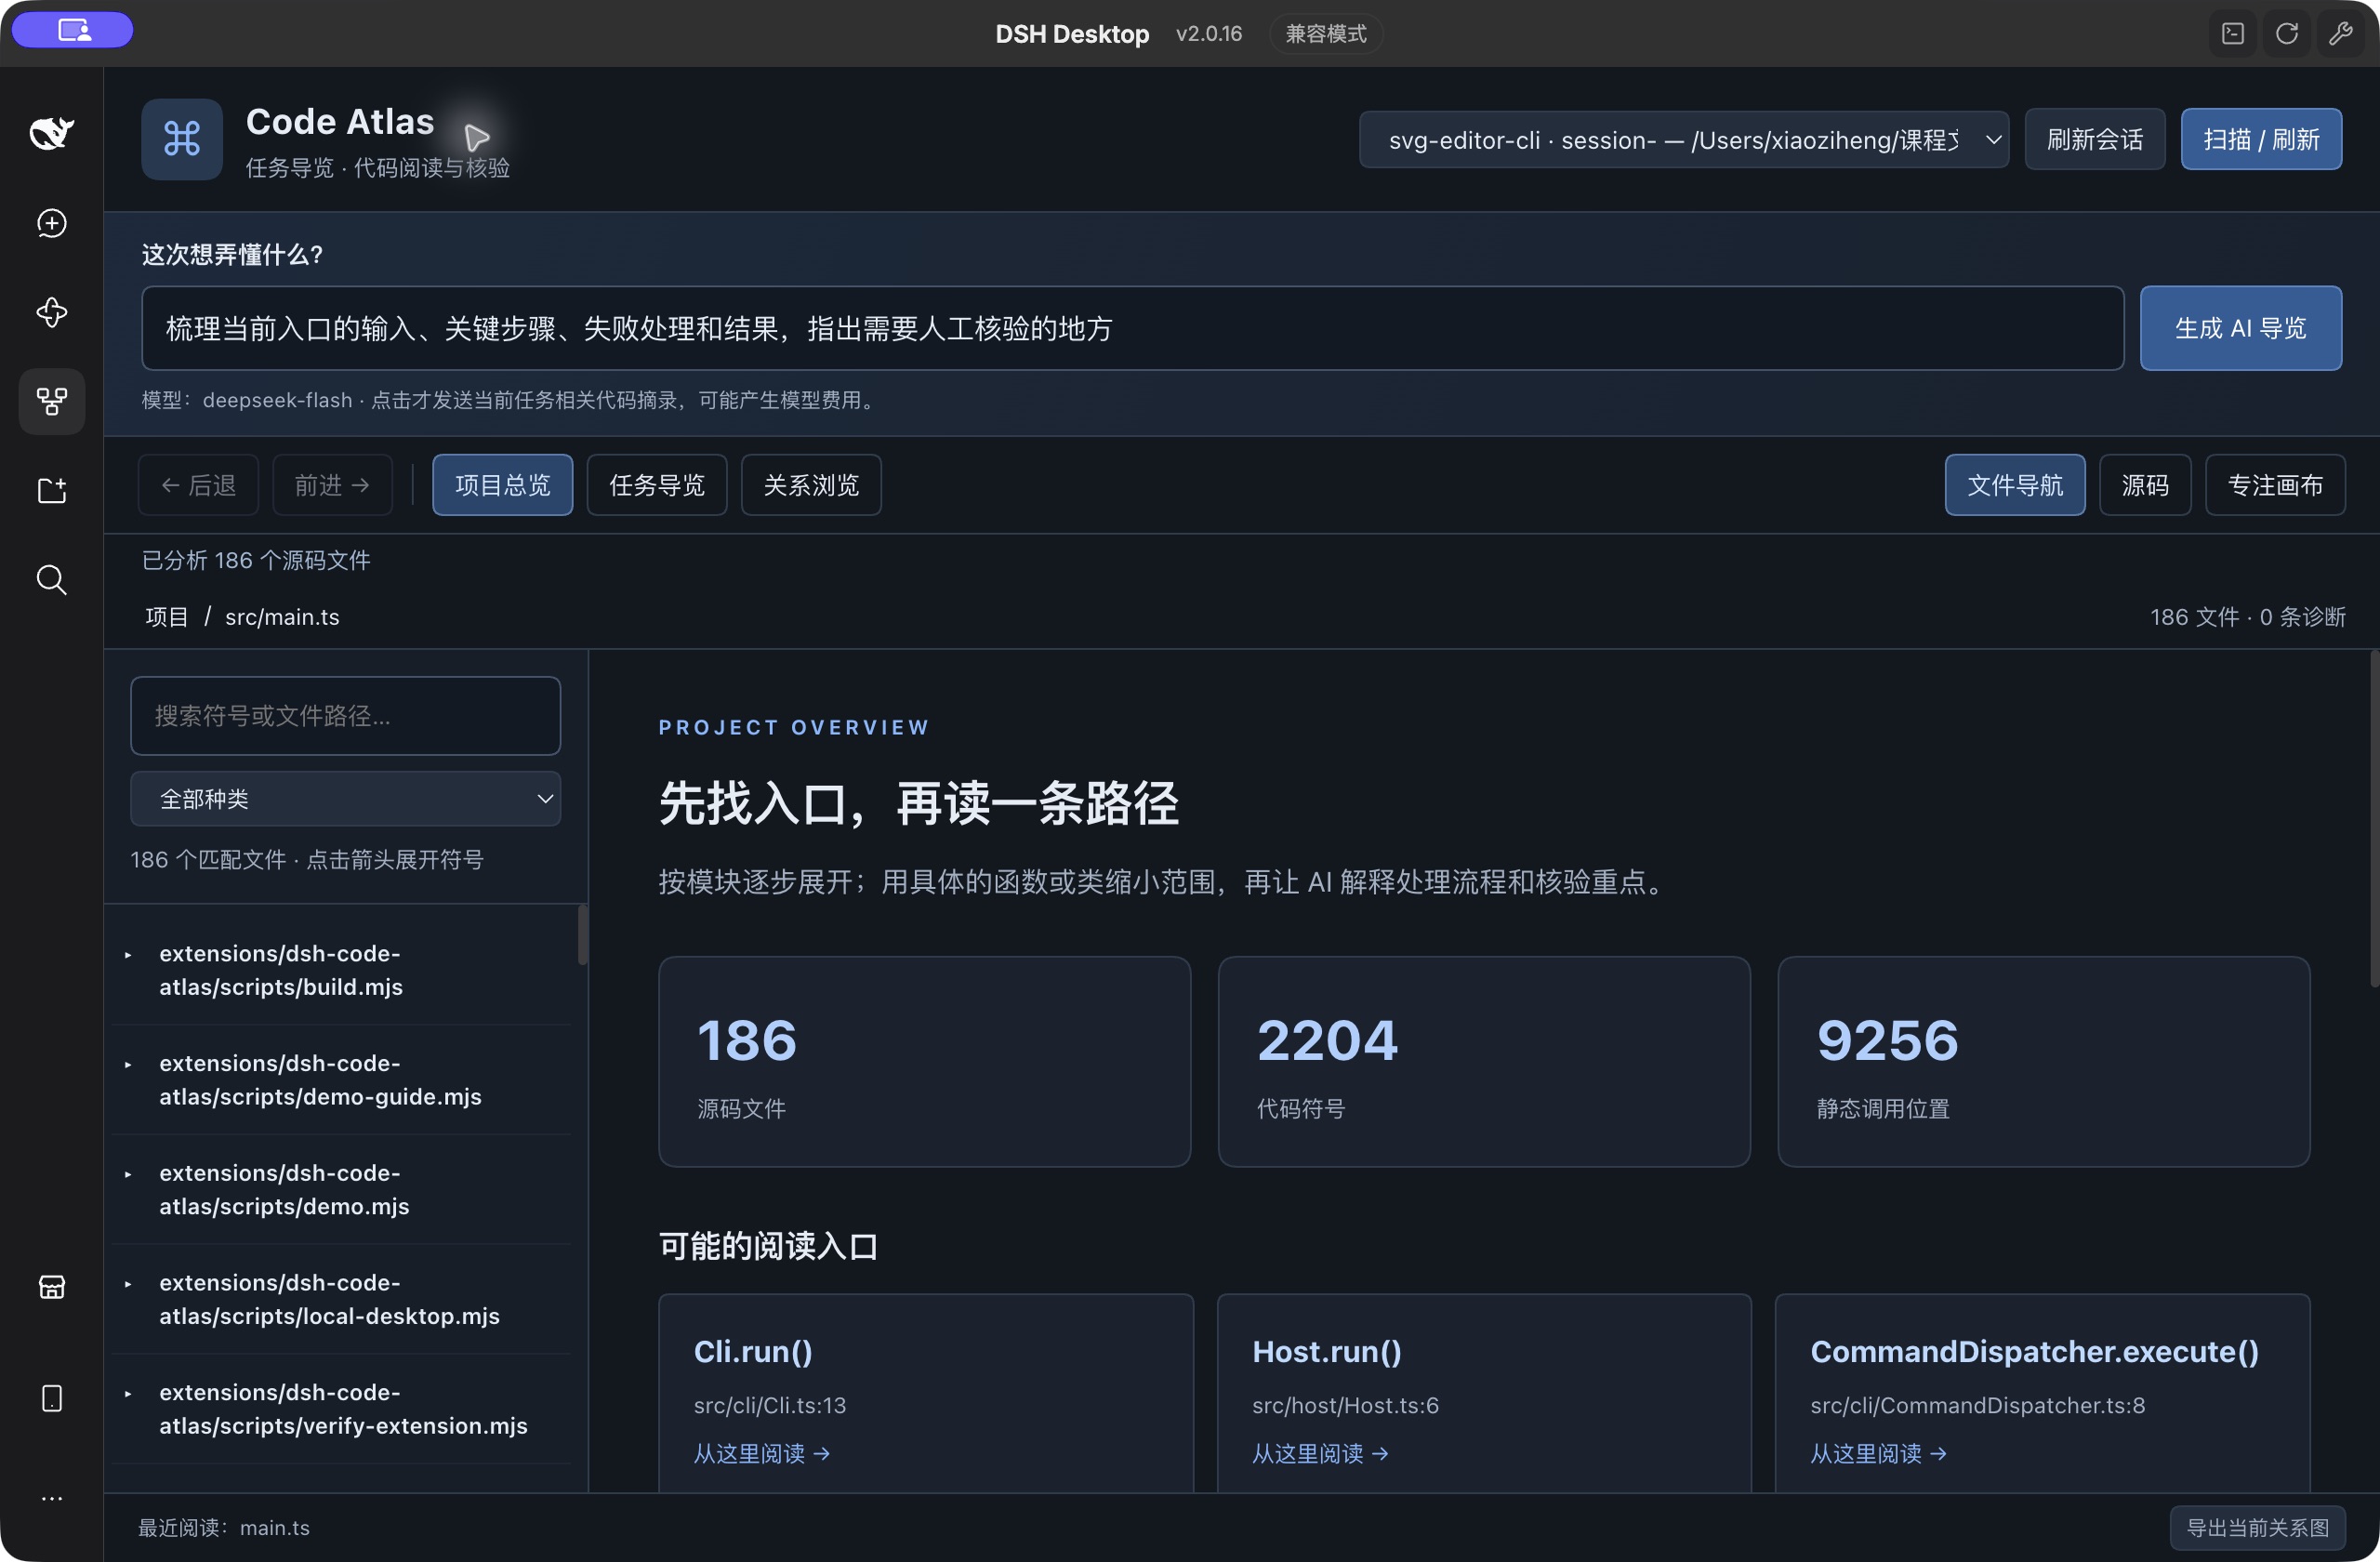 DSH Desktop v2.0.16 兼容模式
Code Atlas
任务导览 · 代码阅读与核验
svg-editor-cli · session- — /Users/xiaoziheng/课程文
刷新会话
扫描 / 刷新
这次想弄懂什么?
梳理当前入口的输入、关键步骤、失败处理和结果，指出需要人工核验的地方
生成 AI 导览
模型：deepseek-flash · 点击才发送当前任务相关代码摘录，可能产生模型费用。
← 后退 前进 → 项目总览 任务导览 关系浏览 文件导航 源码 专注画布
已分析 186 个源码文件
项目 / src/main.ts
186 文件 · 0 条诊断
搜索符号或文件路径...
全部种类
186 个匹配文件 · 点击箭头展开符号
extensions/dsh-code-
atlas/scripts/build.mjs
extensions/dsh-code-
atlas/scripts/demo-guide.mjs
extensions/dsh-code-
atlas/scripts/demo.mjs
extensions/dsh-code-
atlas/scripts/local-desktop.mjs
extensions/dsh-code-
atlas/scripts/verify-extension.mjs
PROJECT OVERVIEW
先找入口，再读一条路径
按模块逐步展开；用具体的函数或类缩小范围，再让 AI 解释处理流程和核验重点。
186
源码文件
2204
代码符号
9256
静态调用位置
可能的阅读入口
Cli.run()
src/cli/Cli.ts:13
从这里阅读 →
Host.run()
src/host/Host.ts:6
从这里阅读 →
CommandDispatcher.execute()
src/cli/CommandDispatcher.ts:8
从这里阅读 →
最近阅读：main.ts
导出当前关系图